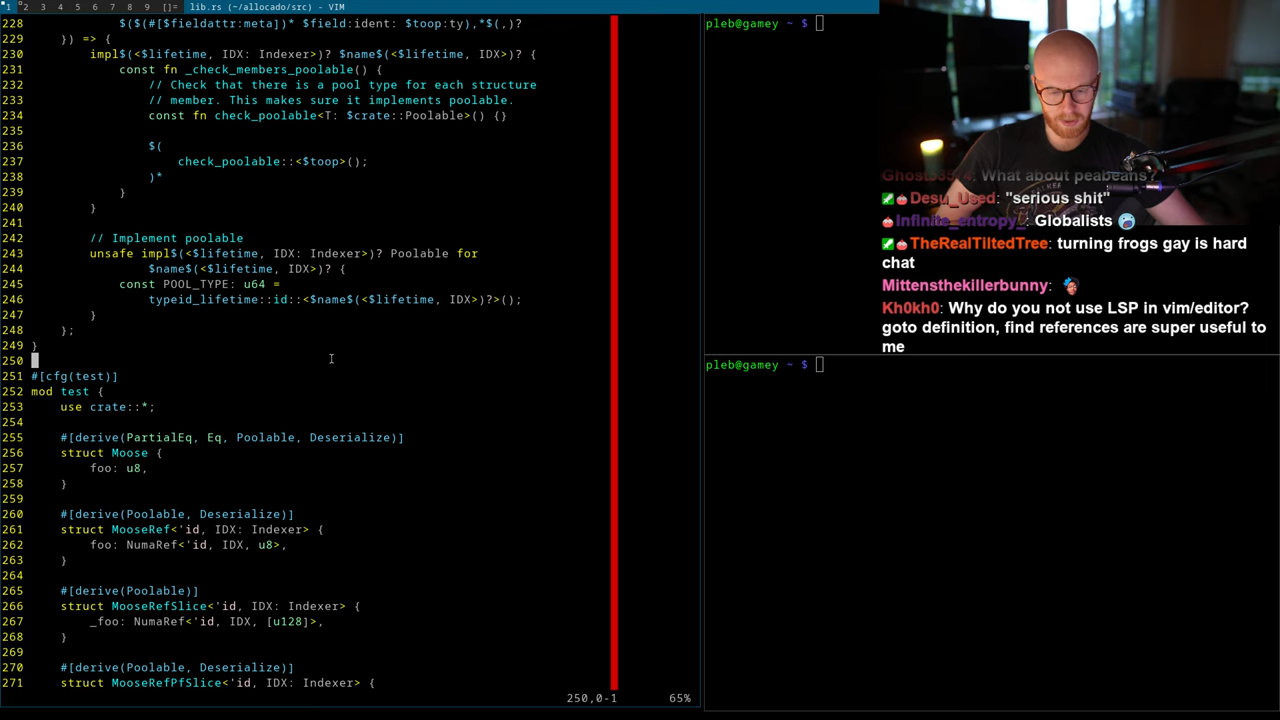 1 2 3 4 5 6 7 8 9 []= lib.rs (~/allocado/src) - VIM
228 $($(#[$fieldattr:meta])* $field:ident: $toop:ty),*$(,)?
229 }) => {
230 impl$(<$lifetime, IDX: Indexer>)? $name$(<$lifetime, IDX>)? {
231 const fn _check_members_poolable() {
232 // Check that there is a pool type for each structure
233 // member. This makes sure it implements poolable.
234 const fn check_poolable<T: $crate::Poolable>() {}
235
236 $(
237 check_poolable::<$toop>();
238 )*
239 }
240 }
241
242 // Implement poolable
243 unsafe impl$(<$lifetime, IDX: Indexer>)? Poolable for
244 $name$(<$lifetime, IDX>)? {
245 const POOL_TYPE: u64 =
246 typeid_lifetime::id::<$name$(<$lifetime, IDX>)?>();
247 }
248 };
249 }
250
251 #[cfg(test)]
252 mod test {
253 use crate::*;
254
255 #[derive(PartialEq, Eq, Poolable, Deserialize)]
256 struct Moose {
257 foo: u8,
258 }
259
260 #[derive(Poolable, Deserialize)]
261 struct MooseRef<'id, IDX: Indexer> {
262 foo: NumaRef<'id, IDX, u8>,
263 }
264
265 #[derive(Poolable)]
266 struct MooseRefSlice<'id, IDX: Indexer> {
267 _foo: NumaRef<'id, IDX, [u128]>,
268 }
269
270 #[derive(Poolable, Deserialize)]
271 struct MooseRefPfSlice<'id, IDX: Indexer> {
250,0-1 65%
pleb@gamey ~ $
pleb@gamey ~ $
What about peabeans?
Desu_Used: "serious shit"
Infinite_entropy_: Globalists
TheRealTiltedTree: turning frogs gay is hard
chat
Mittensthekillerbunny:
Kh0kh0: Why do you not use LSP in vim/editor?
goto definition, find references are super useful to
me